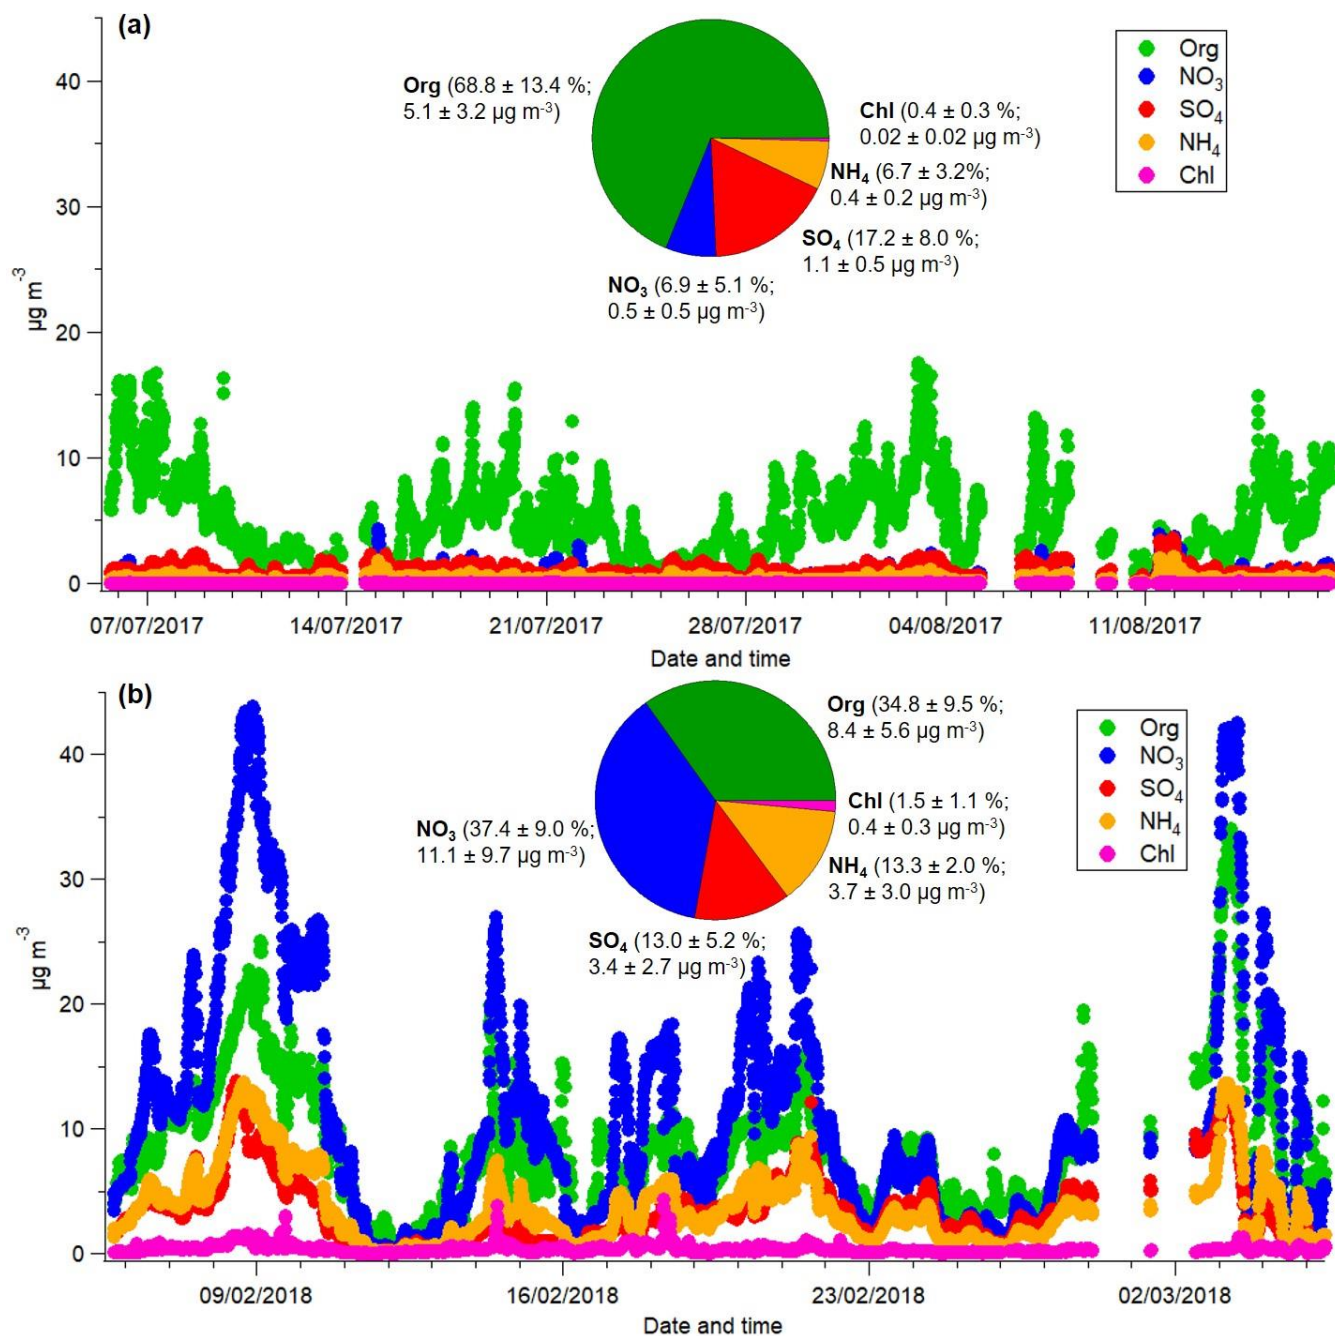 (a)
Org (68.8 ± 13.4 %;
5.1 ± 3.2 µg m⁻³)
Chl (0.4 ± 0.3 %;
0.02 ± 0.02 µg m⁻³)
NH₄ (6.7 ± 3.2%;
0.4 ± 0.2 µg m⁻³)
SO₄ (17.2 ± 8.0 %;
1.1 ± 0.5 µg m⁻³)
NO₃ (6.9 ± 5.1 %;
0.5 ± 0.5 µg m⁻³)
Org
NO₃
SO₄
NH₄
Chl
µg m⁻³
40
30
20
10
0
07/07/2017
14/07/2017
21/07/2017
28/07/2017
04/08/2017
11/08/2017
Date and time
(b)
Org (34.8 ± 9.5 %;
8.4 ± 5.6 µg m⁻³)
Chl (1.5 ± 1.1 %;
0.4 ± 0.3 µg m⁻³)
NH₄ (13.3 ± 2.0 %;
3.7 ± 3.0 µg m⁻³)
NO₃ (37.4 ± 9.0 %;
11.1 ± 9.7 µg m⁻³)
SO₄ (13.0 ± 5.2 %;
3.4 ± 2.7 µg m⁻³)
Org
NO₃
SO₄
NH₄
Chl
µg m⁻³
40
30
20
10
0
09/02/2018
16/02/2018
23/02/2018
02/03/2018
Date and time